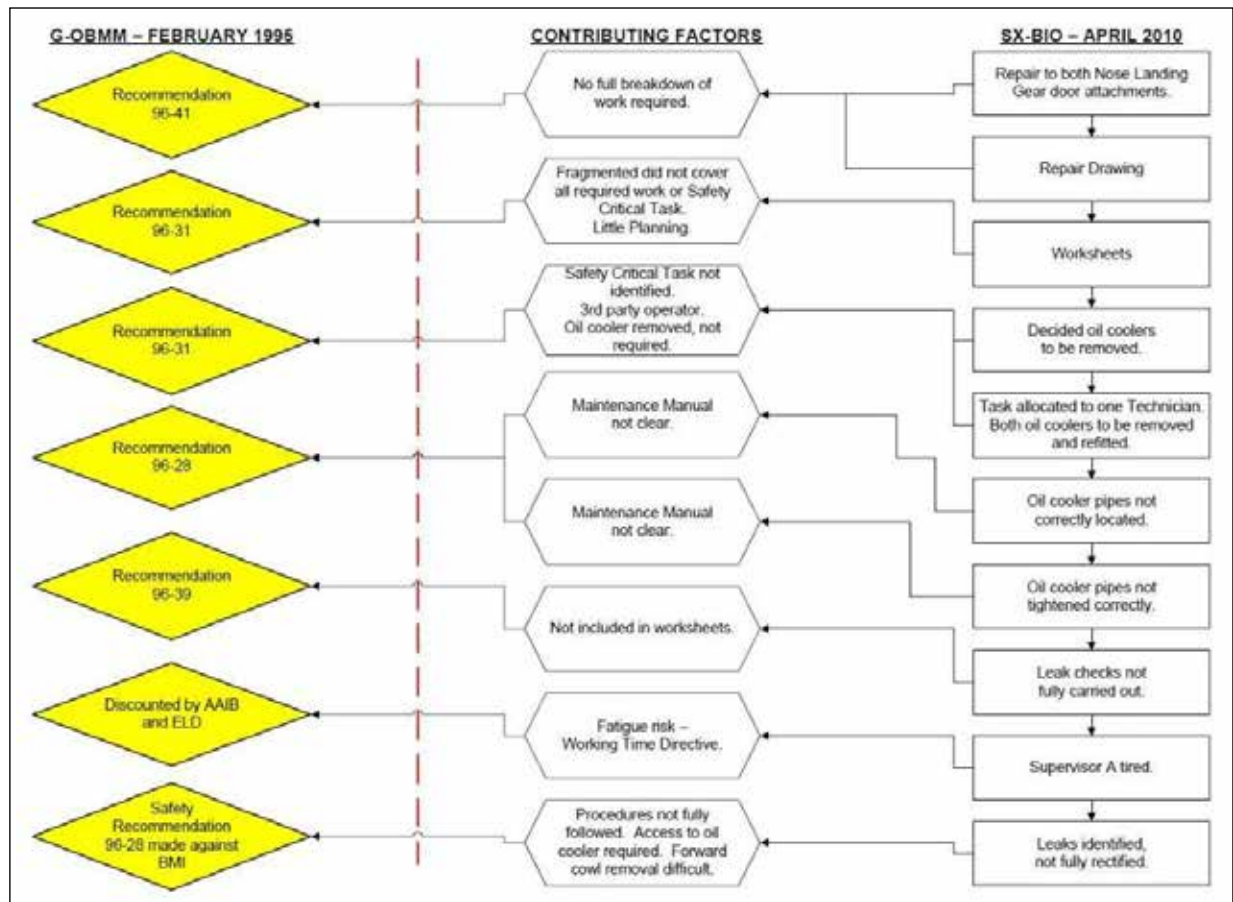 G-OBMM – FEBRUARY 1995
CONTRIBUTING FACTORS
SX-BIO – APRIL 2010
Recommendation
96-41
No full breakdown of
work required.
Repair to both Nose Landing
Gear door attachments.
Repair Drawing
Recommendation
96-31
Fragmented did not cover
all required work or Safety
Critical Task.
Little Planning
Worksheets
Recommendation
96-31
Safety Critical Task not
identified.
3rd party operator.
Oil cooler removed, not
required.
Decided oil coolers
to be removed.
Task allocated to one Technician.
Both oil coolers to be removed
and refitted.
Recommendation
96-28
Maintenance Manual
not clear.
Oil cooler pipes not
correctly located.
Maintenance Manual
not clear.
Oil cooler pipes not
tightened correctly.
Recommendation
96-39
Not included in worksheets.
Leak checks not
fully carried out.
Discounted by AAIB
and ELD
Fatigue risk –
Working Time Directive.
Supervisor A tired.
Safety
Recommendation
96-28 made against
BMI
Procedures not fully
followed. Access to oil
cooler required. Forward
cowl removal difficult.
Leaks identified,
not fully rectified.